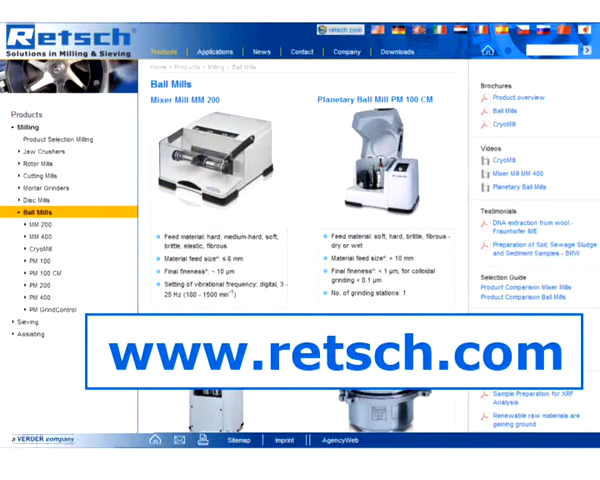 Retsch®
Solutions in Milling & Sieving
retsch.com
Products | Applications | News | Contact | Company | Downloads
Home > Products > Milling > Ball Mills
Products
Milling
Product Selection Milling
Jaw Crushers
Rotor Mills
Cutting Mills
Mortar Grinders
Disc Mills
Ball Mills
MM 200
MM 400
CryoMill
PM 100
PM 100 CM
PM 200
PM 400
PM GrindControl
Sieving
Assisting
Ball Mills
Mixer Mill MM 200
Feed material: hard, medium-hard, soft,
brittle, elastic, fibrous
Material feed size*: ≤ 6 mm
Final fineness*: ~ 10 µm
Setting of vibrational frequency: digital, 3 -
25 Hz (180 - 1500 min-1)
Planetary Ball Mill PM 100 CM
Feed material: soft, hard, brittle, fibrous -
dry or wet
Material feed size*: < 10 mm
Final fineness*: < 1 µm, for colloidal
grinding < 0.1 µm
No. of grinding stations: 1
Brochures
Product overview
Ball Mills
CryoMill
Videos
CryoMill
Mixer Mill MM 400
Planetary Ball Mills
Testimonials
DNA extraction from wool -
Fraunhofer IME
Preparation of Soil, Sewage Sludge
and Sediment Samples - BRW
Selection Guide
Product Comparison Mixer Mills
Product Comparison Ball Mills
www.retsch.com
Sample Preparation for XRF
Analysis
Renewable raw materials are
gaining ground
a VERDER company
Sitemap | Imprint || AgencyWeb